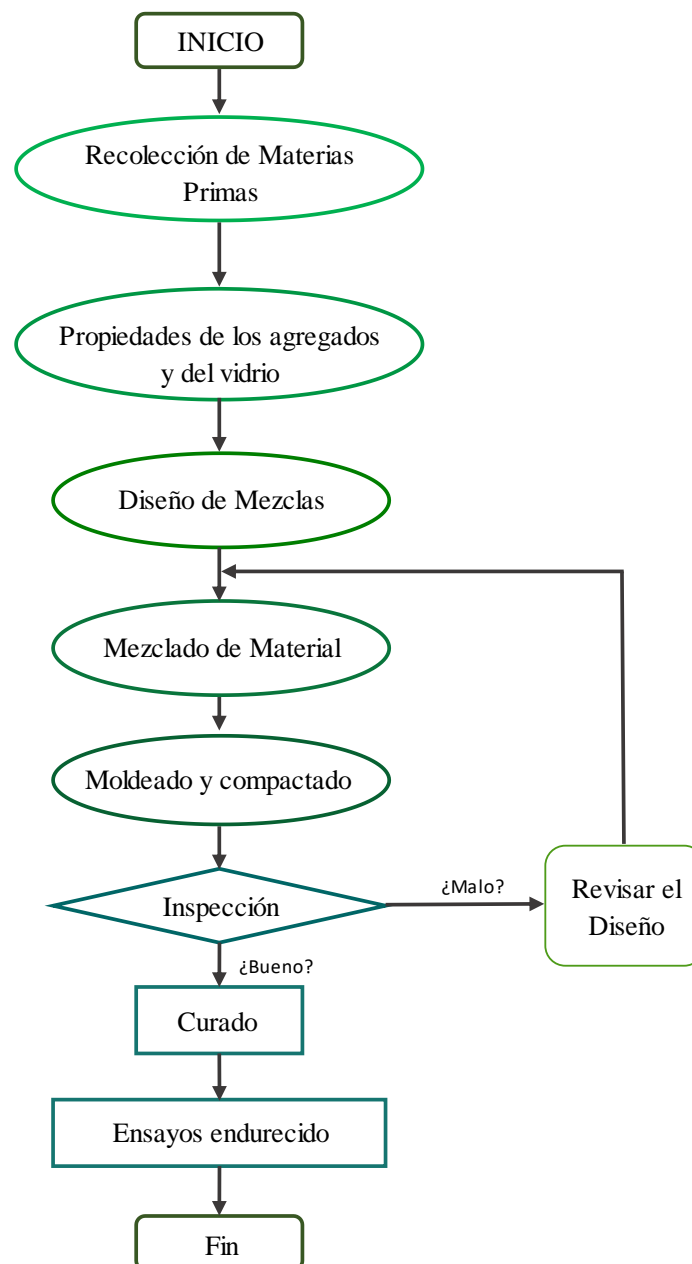 INICIO
Recolección de Materias
Primas
Propiedades de los agregados
y del vidrio
Diseño de Mezclas
Mezclado de Material
Moldeado y compactado
Inspección
¿Malo?
Revisar el
Diseño
¿Bueno?
Curado
Ensayos endurecido
Fin